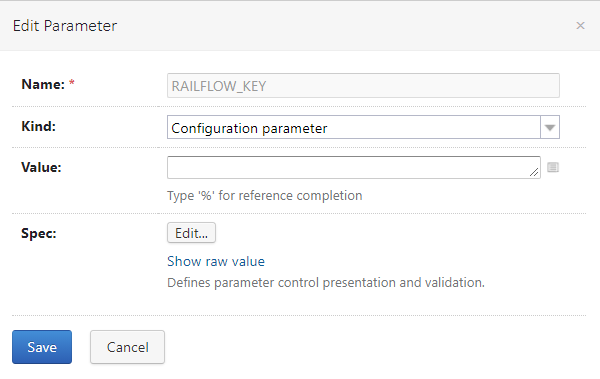 Edit Parameter ×
Name: * RAILFLOW_KEY
Kind: Configuration parameter
Value:
Type '%' for reference completion
Spec: Edit...
Show raw value
Defines parameter control presentation and validation.
Save Cancel